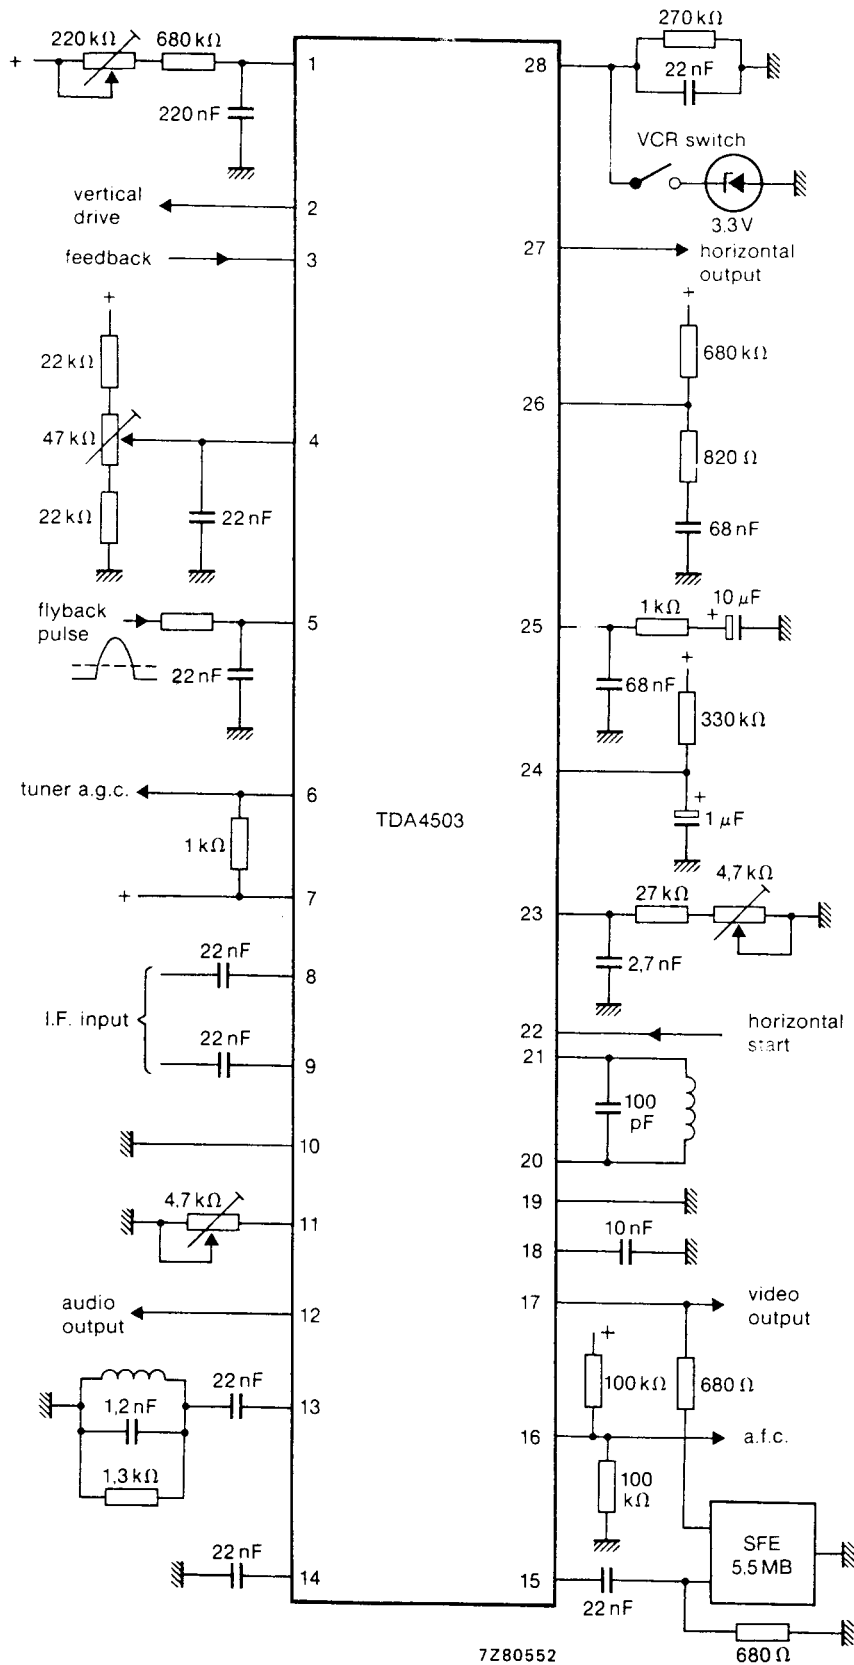 220 kΩ
680 kΩ
+
1
220 nF
vertical
drive
2
feedback
3
+
22 kΩ
47 kΩ
4
22 kΩ
22 nF
flyback
pulse
5
22 nF
tuner a.g.c.
6
1 kΩ
+
7
22 nF
8
I.F. input
22 nF
9
10
4,7 kΩ
11
audio
output
12
22 nF
1,2 nF
13
1,3 kΩ
22 nF
14
TDA4503
270 kΩ
28
22 nF
VCR switch
3.3 V
27
horizontal
output
+
680 kΩ
26
820 Ω
68 nF
25
1 kΩ
+
10 μF
68 nF
+
330 kΩ
24
+
1 μF
4,7 kΩ
27 kΩ
23
2,7 nF
22
horizontal
start
21
100
pF
20
19
10 nF
18
17
video
output
+
100 kΩ
680 Ω
16
a.f.c.
100
kΩ
SFE
5,5 MB
15
22 nF
680 Ω
7Z80552